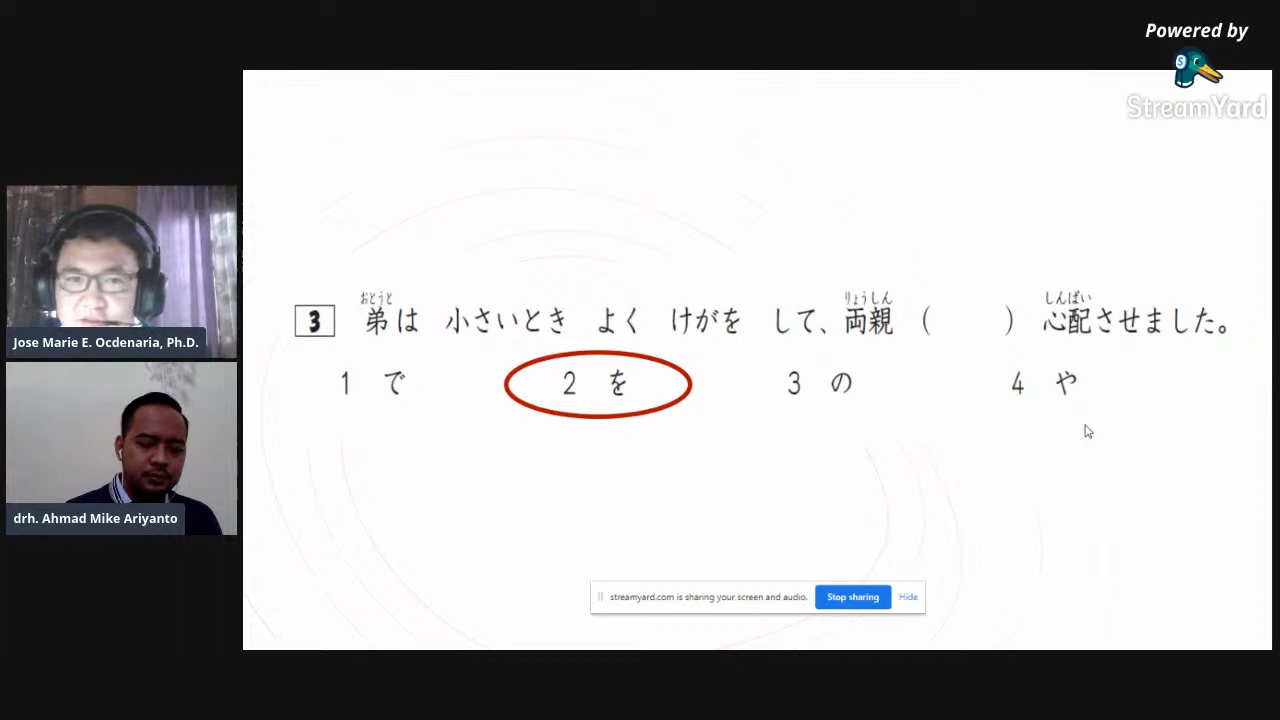 Powered by
StreamYard
Jose Marie E. Ocdenaria, Ph.D.
drh. Ahmad Mike Ariyanto
おとうと りょうしん しんぱい
3 弟は 小さいとき よく けがを して、両親 ( ) 心配させました。
1 で 2 を 3 の 4 や
streamyard.com is sharing your screen and audio. Stop sharing Hide